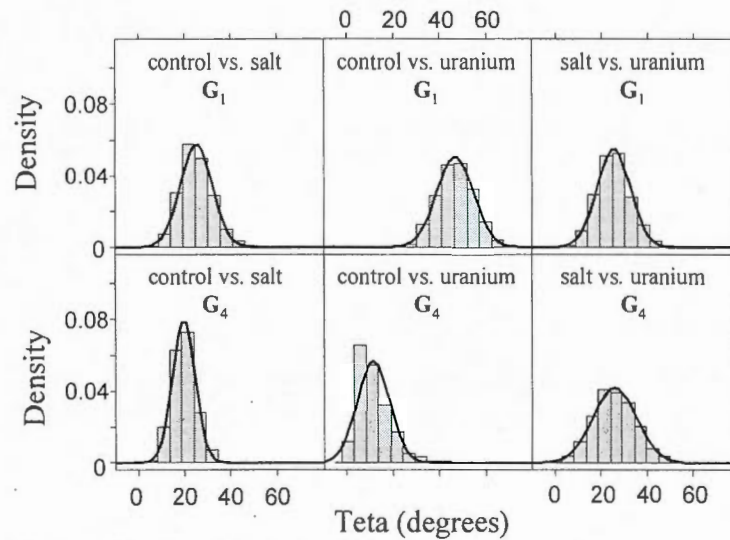 0 20 40 60
control vs. salt control vs. uranium salt vs. uranium
G1 G1 G1
0.08
0.04
0
Density
control vs. salt control vs. uranium salt vs. uranium
G4 G4 G4
0.08
0.04
0
Density
0 20 40 60 0 20 40 60
Teta (degrees)